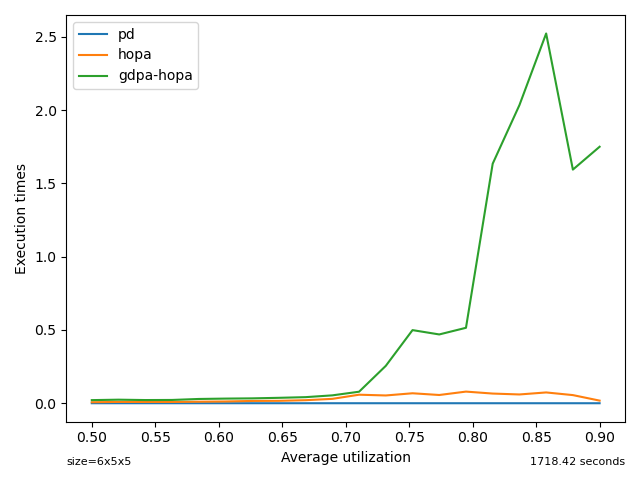 pd
hopa
gdpa-hopa
2.5
2.0
1.5
1.0
0.5
0.0
Execution times
0.50 0.55 0.60 0.65 0.70 0.75 0.80 0.85 0.90
Average utilization
size=6x5x5
1718.42 seconds